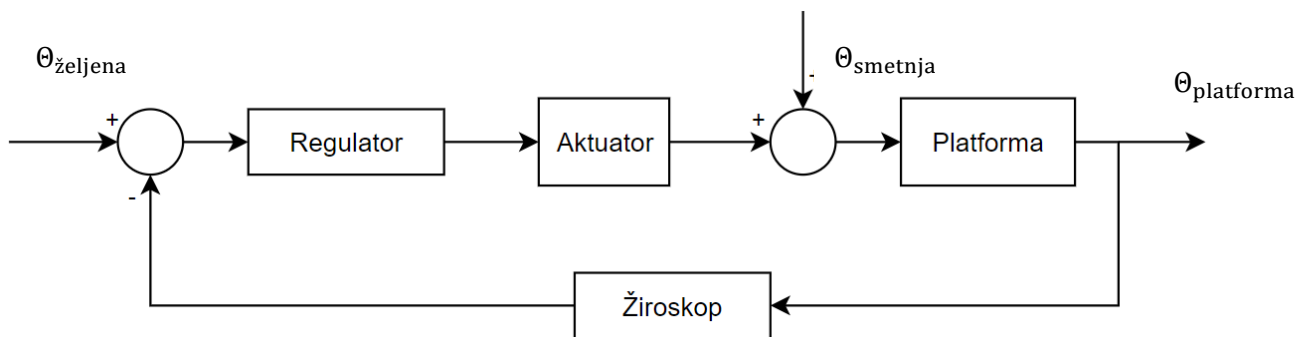 Θželjena
Θsmetnja
Θplatforma
+
-
+
-
Regulator
Aktuator
Platforma
Žiroskop